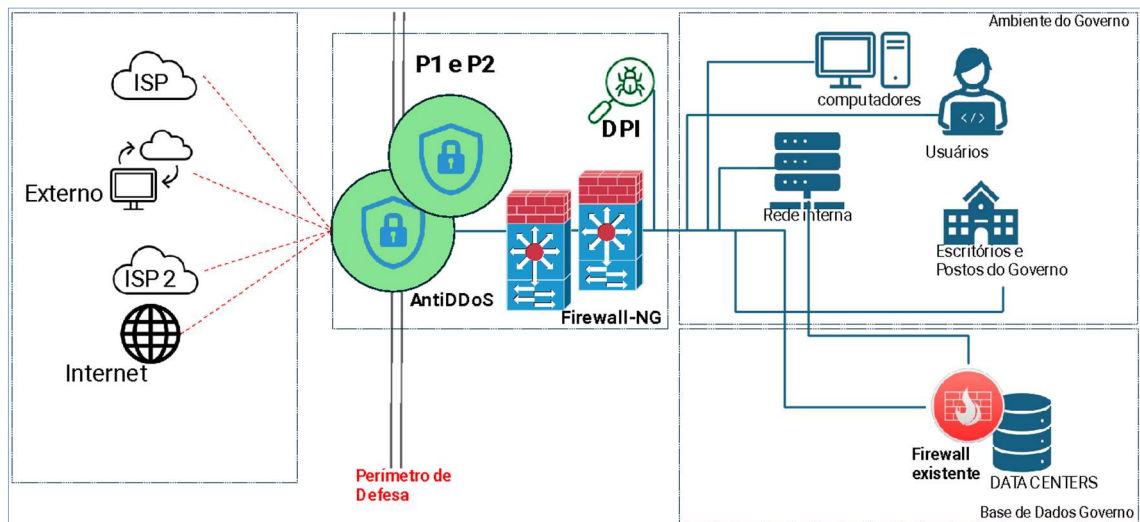 ISP
Externo
ISP 2
Internet
P1 e P2
DPI
AntiDDoS
Firewall-NG
Perímetro de
Defesa
Ambiente do Governo
computadores
</>
Usuários
Rede interna
Escritórios e
Postos do Governo
Firewall
existente
DATA CENTERS
Base de Dados Governo